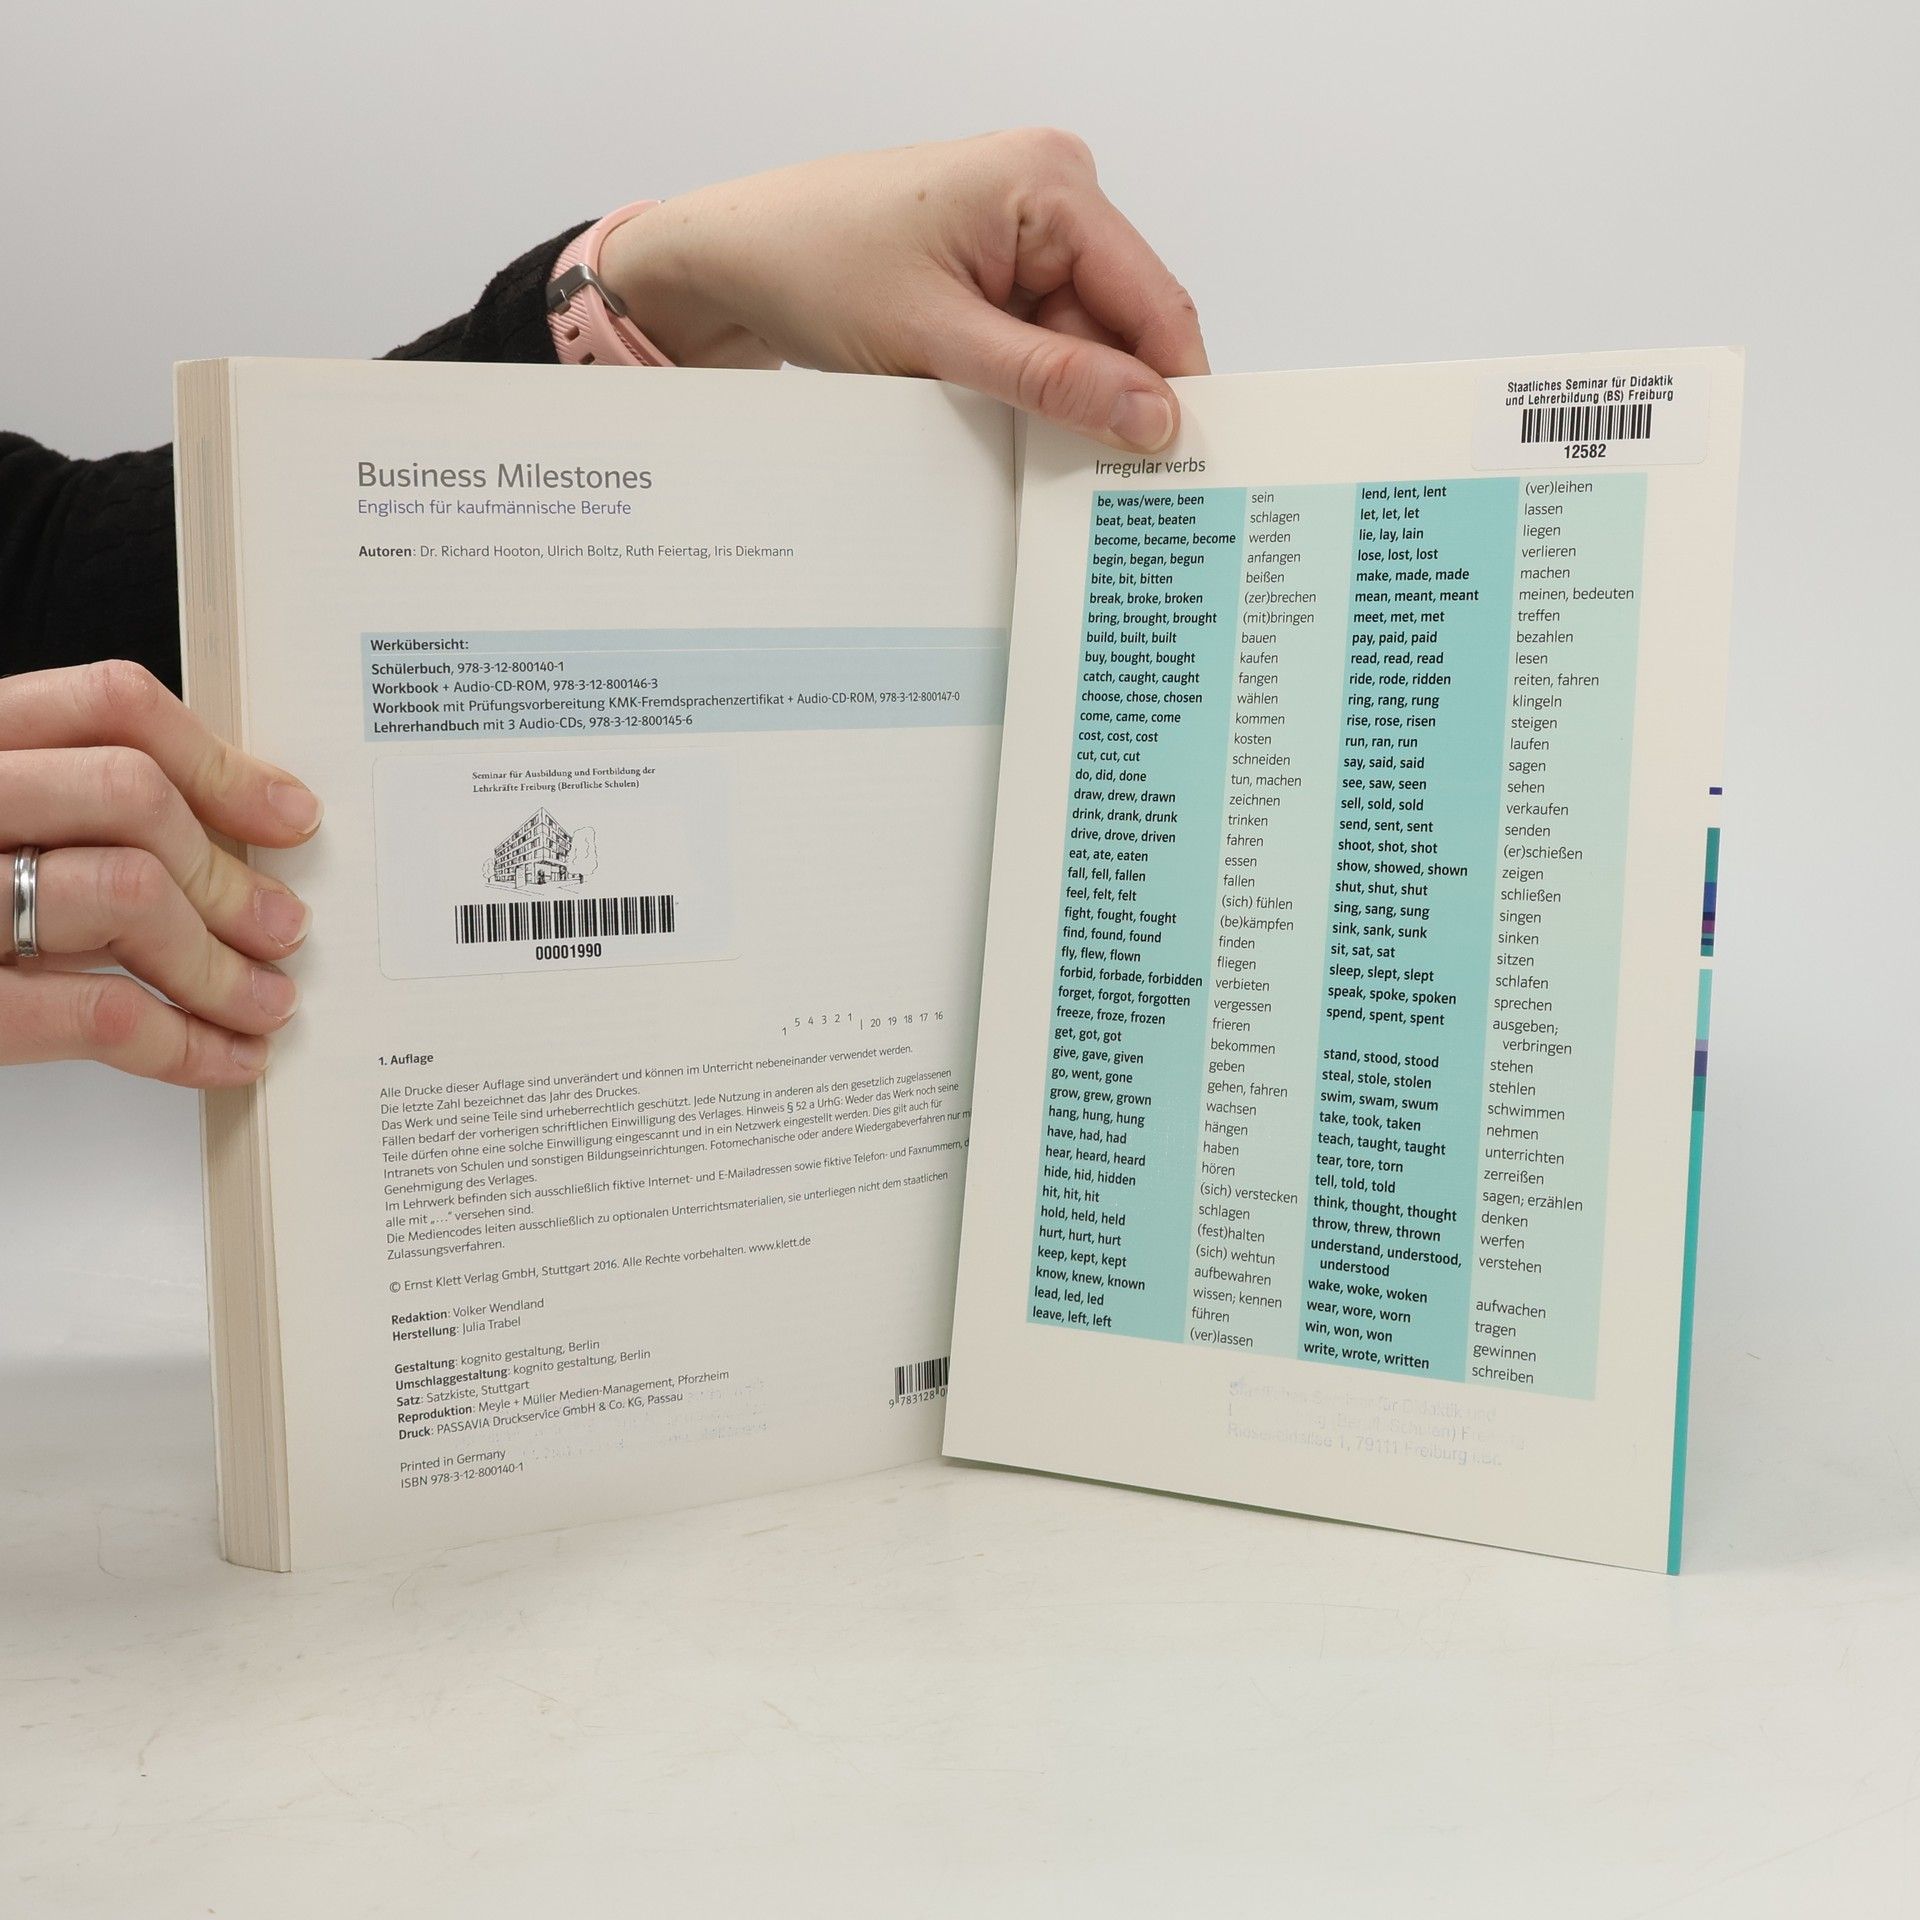 Business Milestones
Englisch für kaufmännische Berufe
Autoren: Dr. Richard Hooton, Ulrich Boltz, Ruth Feiertag, Iris Diekmann
Werkübersicht:
Schülerbuch, 978-3-12-800140-1
Workbook + Audio-CD-ROM, 978-3-12-800146-3
Workbook mit Prüfungsvorbereitung KMK-Fremdsprachenzertifikat + Audio-CD-ROM, 978-3-12-800147-0
Lehrerhandbuch mit 3 Audio-CDs, 978-3-12-800145-6
Seminar für Ausbildung und Fortbildung der
Lehrkräfte Freiburg (Berufliche Schulen)
00001990
1 5 4 3 2 1 | 20 19 18 17 16
1. Auflage
Alle Drucke dieser Auflage sind unverändert und können im Unterricht nebeneinander verwendet werden.
Die letzte Zahl bezeichnet das Jahr des Druckes.
Das Werk und seine Teile sind urheberrechtlich geschützt. Jede Nutzung in anderen als den gesetzlich zugelassenen
Fällen bedarf der vorherigen schriftlichen Einwilligung des Verlages. Hinweis § 52 a UrhG: Weder das Werk noch seine
Teile dürfen ohne eine solche Einwilligung eingescannt und in ein Netzwerk eingestellt werden. Dies gilt auch für
Intranets von Schulen und sonstigen Bildungseinrichtungen. Fotomechanische oder andere Wiedergabeverfahren nur
Genehmigung des Verlages.
Im Lehrwerk befinden sich ausschließlich fiktive Internet- und E-Mailadressen sowie fiktive Telefon- und Faxnummern,
alle mit „…“ versehen sind.
Die Mediencodes leiten ausschließlich zu optionalen Unterrichtsmaterialien, sie unterliegen nicht dem staatlichen
Zulassungsverfahren.
© Ernst Klett Verlag GmbH, Stuttgart 2016. Alle Rechte vorbehalten. www.klett.de
Redaktion: Volker Wendland
Herstellung: Julia Trabel
Gestaltung: kognito gestaltung, Berlin
Umschlaggestaltung: kognito gestaltung, Berlin
Satz: Satzkiste, Stuttgart
Reproduktion: Meyle + Müller Medien-Management, Pforzheim
Druck: PASSAVIA Druckservice GmbH & Co. KG, Passau
Printed in Germany
ISBN 978-3-12-800140-1
9 783128 0
Staatliches Seminar für Didaktik
und Lehrerbildung (BS) Freiburg
12582
Irregular verbs
be, was/were, been sein
beat, beat, beaten schlagen
become, became, become werden
begin, began, begun anfangen
bite, bit, bitten beißen
break, broke, broken (zer)brechen
bring, brought, brought (mit)bringen
build, built, built bauen
buy, bought, bought kaufen
catch, caught, caught fangen
choose, chose, chosen wählen
come, came, come kommen
cost, cost, cost kosten
cut, cut, cut schneiden
do, did, done tun, machen
draw, drew, drawn zeichnen
drink, drank, drunk trinken
drive, drove, driven fahren
eat, ate, eaten essen
fall, fell, fallen fallen
feel, felt, felt (sich) fühlen
fight, fought, fought (be)kämpfen
find, found, found finden
fly, flew, flown fliegen
forbid, forbade, forbidden verbieten
forget, forgot, forgotten vergessen
freeze, froze, frozen frieren
get, got, got bekommen
give, gave, given geben
go, went, gone gehen, fahren
grow, grew, grown wachsen
hang, hung, hung hängen
have, had, had haben
hear, heard, heard hören
hide, hid, hidden (sich) verstecken
hit, hit, hit schlagen
hold, held, held (fest)halten
hurt, hurt, hurt (sich) wehtun
keep, kept, kept aufbewahren
know, knew, known wissen; kennen
lead, led, led führen
leave, left, left (ver)lassen
lend, lent, lent (ver)leihen
let, let, let lassen
lie, lay, lain liegen
lose, lost, lost verlieren
make, made, made machen
mean, meant, meant meinen, bedeuten
meet, met, met treffen
pay, paid, paid bezahlen
read, read, read lesen
ride, rode, ridden reiten, fahren
ring, rang, rung klingeln
rise, rose, risen steigen
run, ran, run laufen
say, said, said sagen
see, saw, seen sehen
sell, sold, sold verkaufen
send, sent, sent senden
shoot, shot, shot (er)schießen
show, showed, shown zeigen
shut, shut, shut schließen
sing, sang, sung singen
sink, sank, sunk sinken
sit, sat, sat sitzen
sleep, slept, slept schlafen
speak, spoke, spoken sprechen
spend, spent, spent ausgeben;
verbringen
stand, stood, stood stehen
steal, stole, stolen stehlen
swim, swam, swum schwimmen
take, took, taken nehmen
teach, taught, taught unterrichten
tear, tore, torn zerreißen
tell, told, told sagen; erzählen
think, thought, thought denken
throw, threw, thrown werfen
understand, understood, verstehen
understood
wake, woke, woken aufwachen
wear, wore, worn tragen
win, won, won gewinnen
write, wrote, written schreiben
Staatliches Seminar für Didaktik und
1, 79111 Freiburg